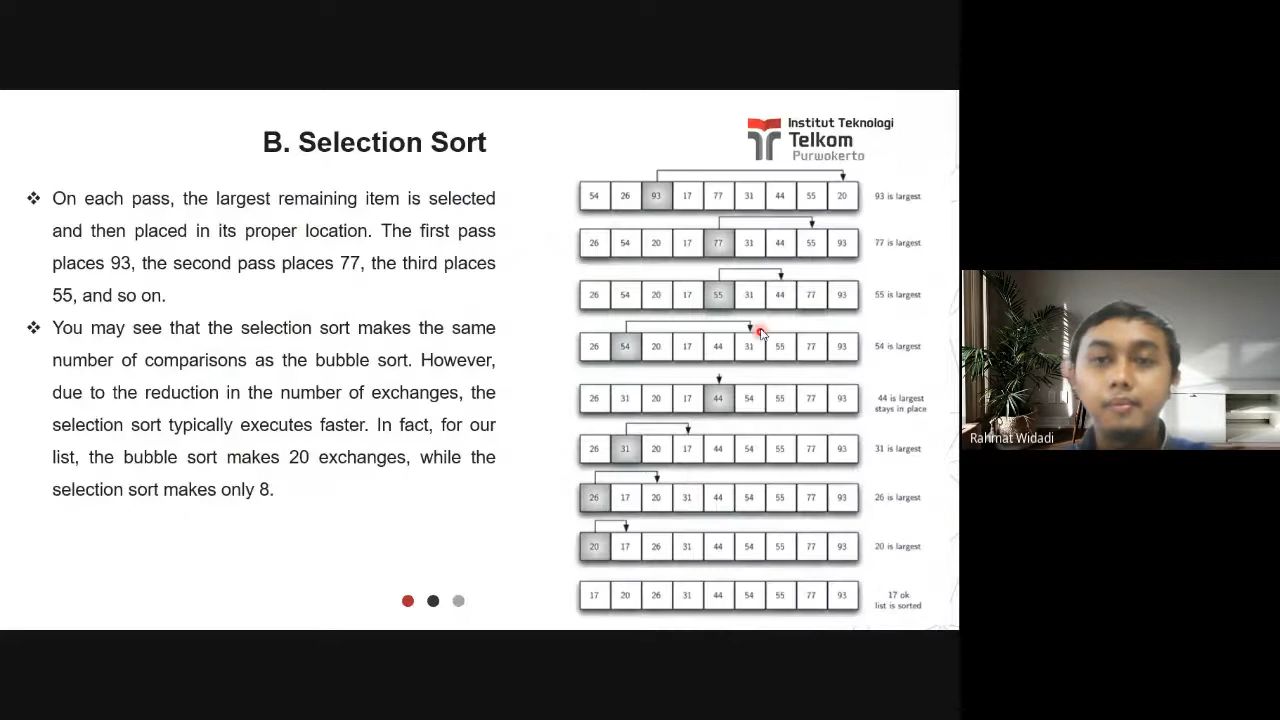 B. Selection Sort
Institut Teknologi
Telkom
Purwokerto
❖ On each pass, the largest remaining item is selected
and then placed in its proper location. The first pass
places 93, the second pass places 77, the third places
55, and so on.
❖ You may see that the selection sort makes the same
number of comparisons as the bubble sort. However,
due to the reduction in the number of exchanges, the
selection sort typically executes faster. In fact, for our
list, the bubble sort makes 20 exchanges, while the
selection sort makes only 8.
54 26 93 17 77 31 44 55 20 93 is largest
26 54 20 17 77 31 44 55 93 77 is largest
26 54 20 17 55 31 44 77 93 55 is largest
26 54 20 17 44 31 55 77 93 54 is largest
26 31 20 17 44 54 55 77 93 44 is largest
stays in place
26 31 20 17 44 54 55 77 93 31 is largest
26 17 20 31 44 54 55 77 93 26 is largest
20 17 26 31 44 54 55 77 93 20 is largest
17 20 26 31 44 54 55 77 93 17 ok
list is sorted
Rahmat Widadi